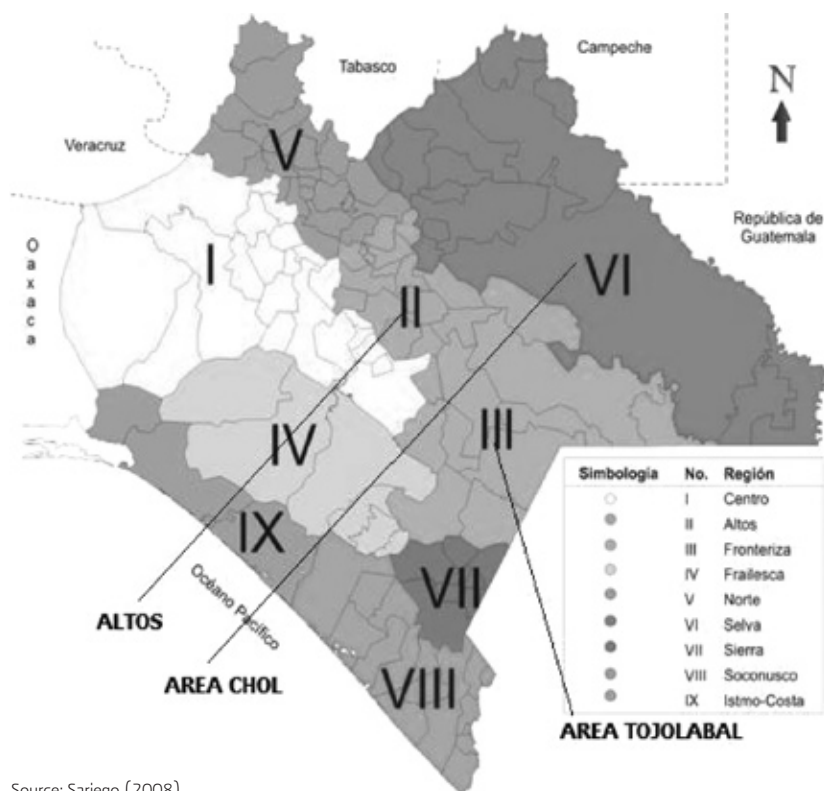 Campeche
Tabasco
N
Veracruz
V
República de
Guatemala
Oaxaca
I
VI
II
III
IV
IX
Océano Pacífico
VII
ALTOS
AREA CHOL
VIII
AREA TOJOLABAL
Simbología No. Región
I Centro
II Altos
III Fronteriza
IV Frailesca
V Norte
VI Selva
VII Sierra
VIII Soconusco
IX Istmo-Costa
Source: Sariego (2008)